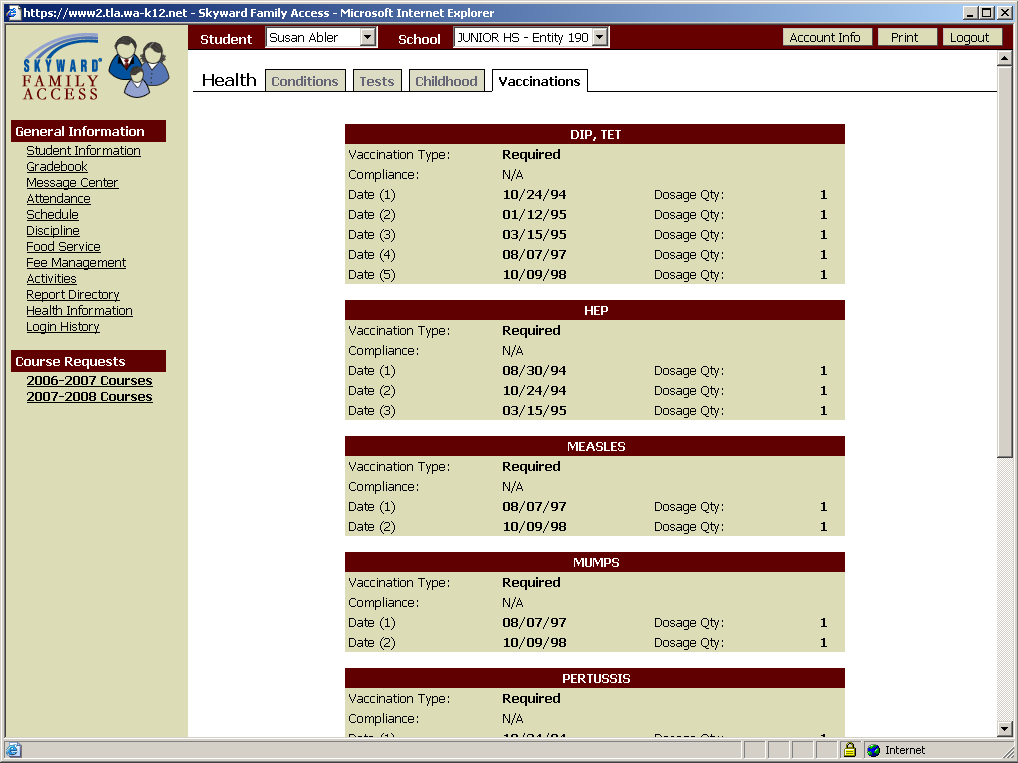 https://www2.tla.wa-k12.net - Skyward Family Access - Microsoft Internet Explorer
SKYWARD®
FAMILY
ACCESS
Student Susan Abler School JUNIOR HS - Entity 190 Account Info Print Logout
Health Conditions Tests Childhood Vaccinations
General Information
Student Information
Gradebook
Message Center
Attendance
Schedule
Discipline
Food Service
Fee Management
Activities
Report Directory
Health Information
Login History
Course Requests
2006-2007 Courses
2007-2008 Courses
DIP, TET
Vaccination Type: Required
Compliance: N/A
Date (1) 10/24/94 Dosage Qty: 1
Date (2) 01/12/95 Dosage Qty: 1
Date (3) 03/15/95 Dosage Qty: 1
Date (4) 08/07/97 Dosage Qty: 1
Date (5) 10/09/98 Dosage Qty: 1
HEP
Vaccination Type: Required
Compliance: N/A
Date (1) 08/30/94 Dosage Qty: 1
Date (2) 10/24/94 Dosage Qty: 1
Date (3) 03/15/95 Dosage Qty: 1
MEASLES
Vaccination Type: Required
Compliance: N/A
Date (1) 08/07/97 Dosage Qty: 1
Date (2) 10/09/98 Dosage Qty: 1
MUMPS
Vaccination Type: Required
Compliance: N/A
Date (1) 08/07/97 Dosage Qty: 1
Date (2) 10/09/98 Dosage Qty: 1
PERTUSSIS
Vaccination Type: Required
Compliance: N/A
Internet